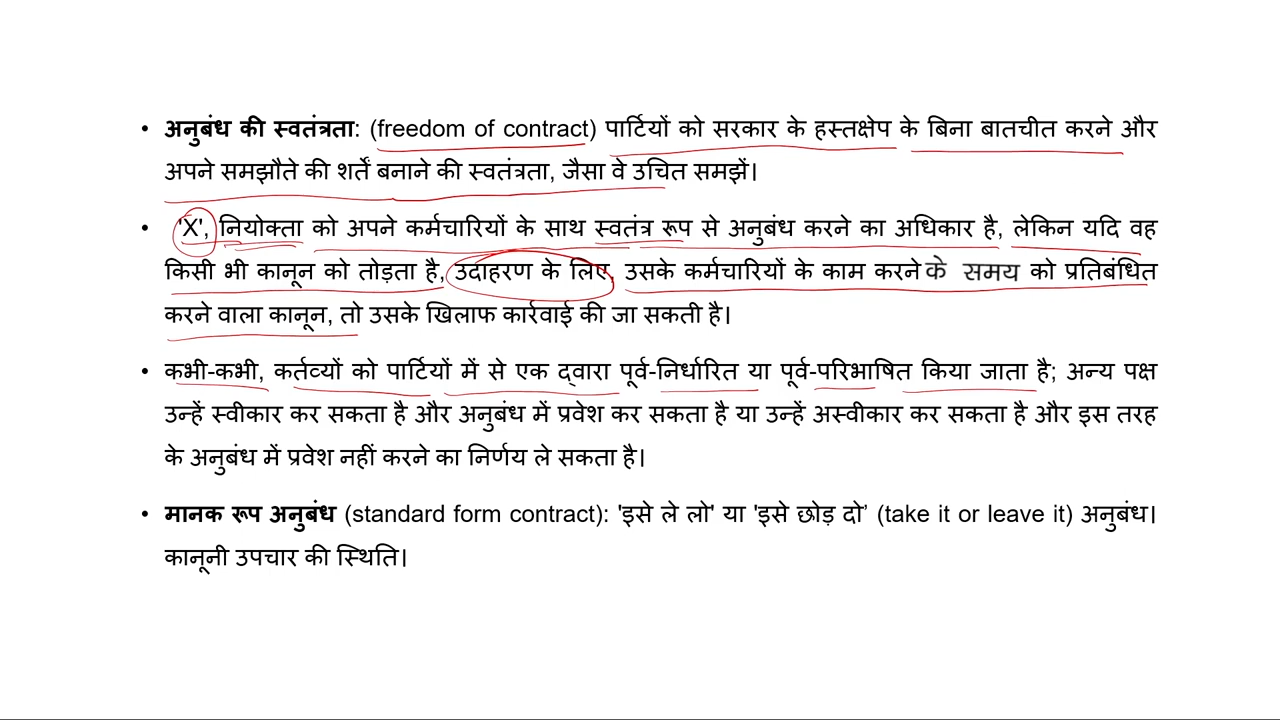 • अनुबंध की स्वतंत्रता: (freedom of contract) पार्टियों को सरकार के हस्तक्षेप के बिना बातचीत करने और
अपने समझौते की शर्तें बनाने की स्वतंत्रता, जैसा वे उचित समझें।
• 'X', नियोक्ता को अपने कर्मचारियों के साथ स्वतंत्र रूप से अनुबंध करने का अधिकार है, लेकिन यदि वह
किसी भी कानून को तोड़ता है, उदाहरण के लिए, उसके कर्मचारियों के काम करने के समय को प्रतिबंधित
करने वाला कानून, तो उसके खिलाफ कार्रवाई की जा सकती है।
• कभी-कभी, कर्तव्यों को पार्टियों में से एक द्वारा पूर्व-निर्धारित या पूर्व-परिभाषित किया जाता है; अन्य पक्ष
उन्हें स्वीकार कर सकता है और अनुबंध में प्रवेश कर सकता है या उन्हें अस्वीकार कर सकता है और इस तरह
के अनुबंध में प्रवेश नहीं करने का निर्णय ले सकता है।
• मानक रूप अनुबंध (standard form contract): 'इसे ले लो' या 'इसे छोड़ दो’ (take it or leave it) अनुबंध।
कानूनी उपचार की स्थिति।